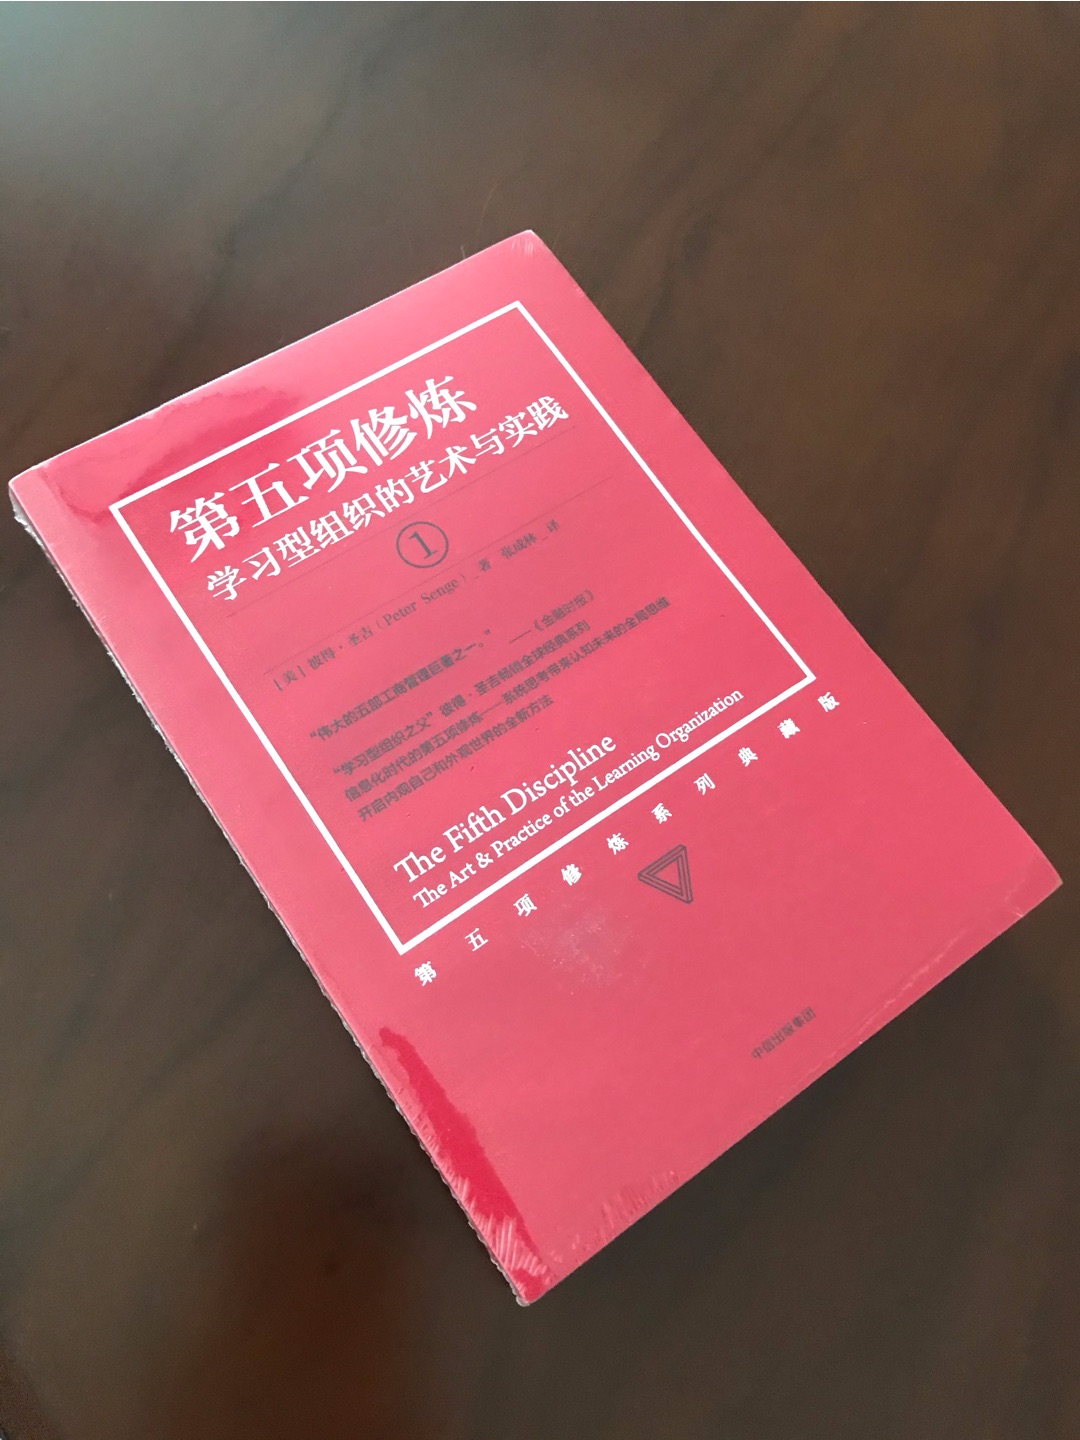 第五项修炼
学习型组织的艺术与实践
1
[美] 彼得·圣吉 (Peter Senge)_著 张成林_译
“伟大的五部工商管理巨著之一。” ——《金融时报》
“学习型组织之父”彼得·圣吉畅销全球经典系列
信息化时代的第五项修炼——系统思考带来认知未来的全局思维
开启内观自己和外观世界的全新方法
The Fifth Discipline
The Art & Practice of the Learning Organization
第五项修炼系列典藏版
中信出版集团